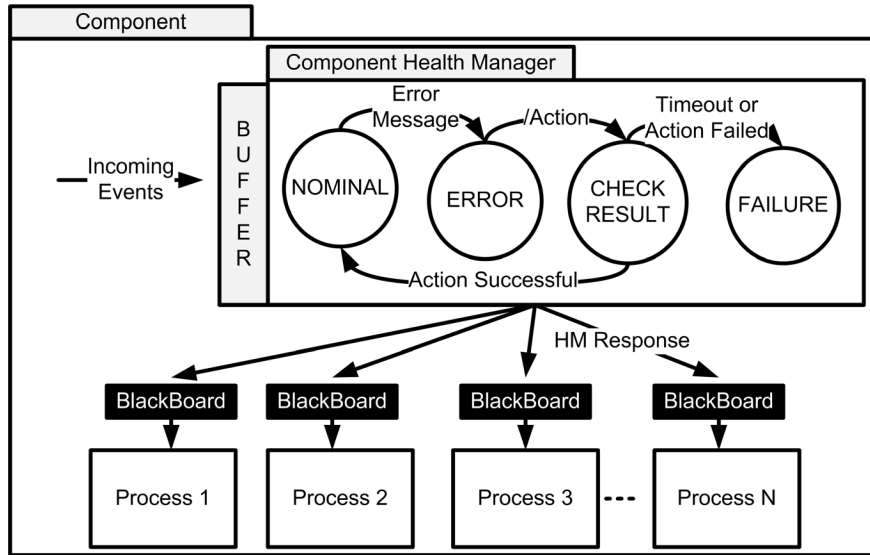 Component
Component Health Manager
B
U
F
F
E
R
Incoming
Events
Error
Message
/Action
Timeout or
Action Failed
NOMINAL
ERROR
CHECK
RESULT
FAILURE
Action Successful
HM Response
BlackBoard BlackBoard BlackBoard BlackBoard
Process 1 Process 2 Process 3 Process N